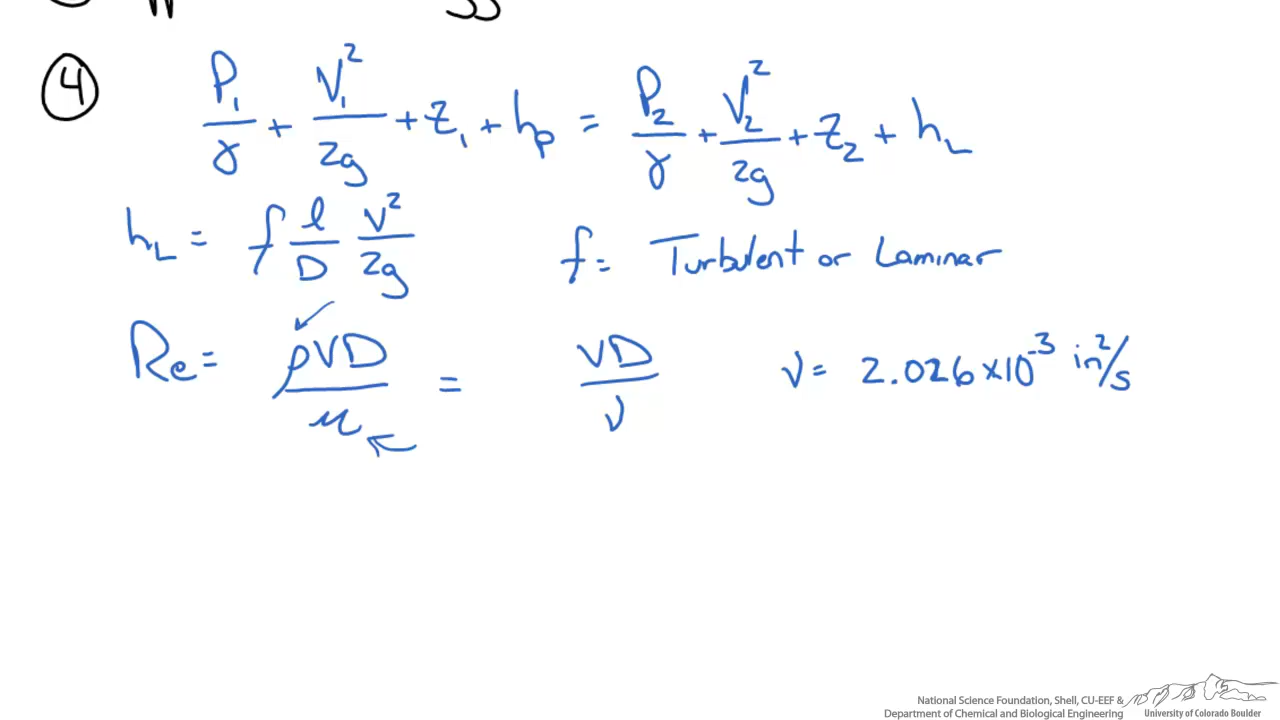 4 P₁/γ + V₁²/2g + z₁ + hp = P₂/γ + V₂²/2g + z₂ + hL
hL = f l/D V²/2g f = Turbulent or Laminar
Re = ρVD/μ = VD/ν ν = 2.026 × 10⁻³ in²/s
National Science Foundation, Shell, CU-EEF &
Department of Chemical and Biological Engineering
University of Colorado Boulder